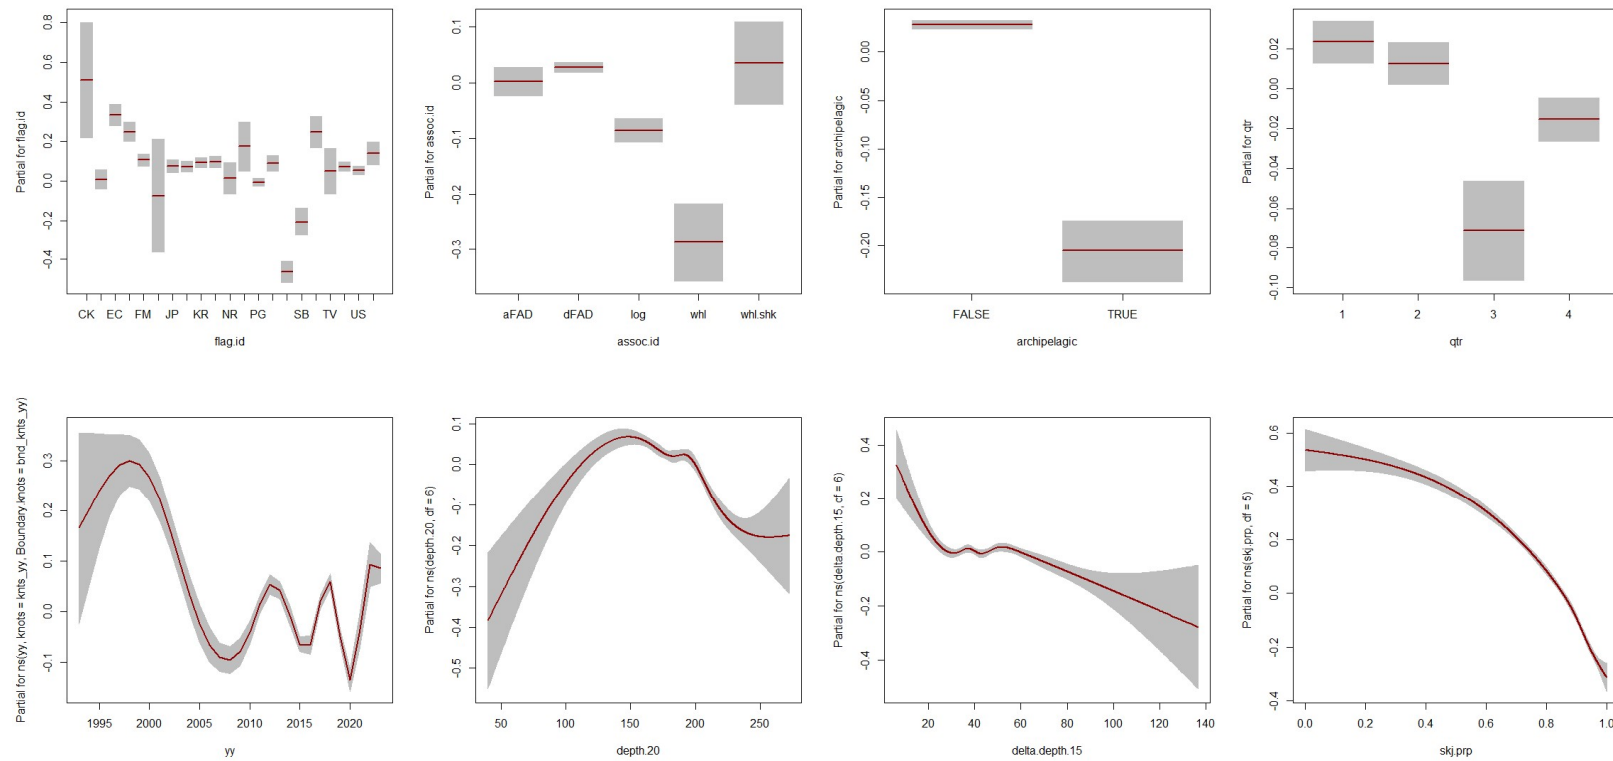 Partial for flag.id
0.8
0.6
0.4
0.2
0.0
-0.2
-0.4
CK EC FM JP KR NR PG SB TV US
flag.id
Partial for assoc.id
0.1
0.0
-0.1
-0.2
-0.3
aFAD dFAD log whl whl.shk
assoc.id
Partial for archipelagic
0.00
-0.05
-0.10
-0.15
-0.20
FALSE TRUE
archipelagic
Partial for qtr
0.02
0.00
-0.02
-0.04
-0.06
-0.08
-0.10
1 2 3 4
qtr
Partial for ns(yy, knots = knts_yy, Boundary.knots = bnd_knts_yy)
0.3
0.2
0.1
0.0
-0.1
1995 2000 2005 2010 2015 2020
yy
Partial for ns(depth.20, df = 6)
0.1
0.0
-0.1
-0.2
-0.3
-0.4
-0.5
50 100 150 200 250
depth.20
Partial for ns(delta.depth.15, df = 6)
0.4
0.2
0.0
-0.2
-0.4
20 40 60 80 100 120 140
delta.depth.15
Partial for ns(skj.prp, df = 5)
0.6
0.4
0.2
0.0
-0.2
-0.4
0.0 0.2 0.4 0.6 0.8 1.0
skj.prp